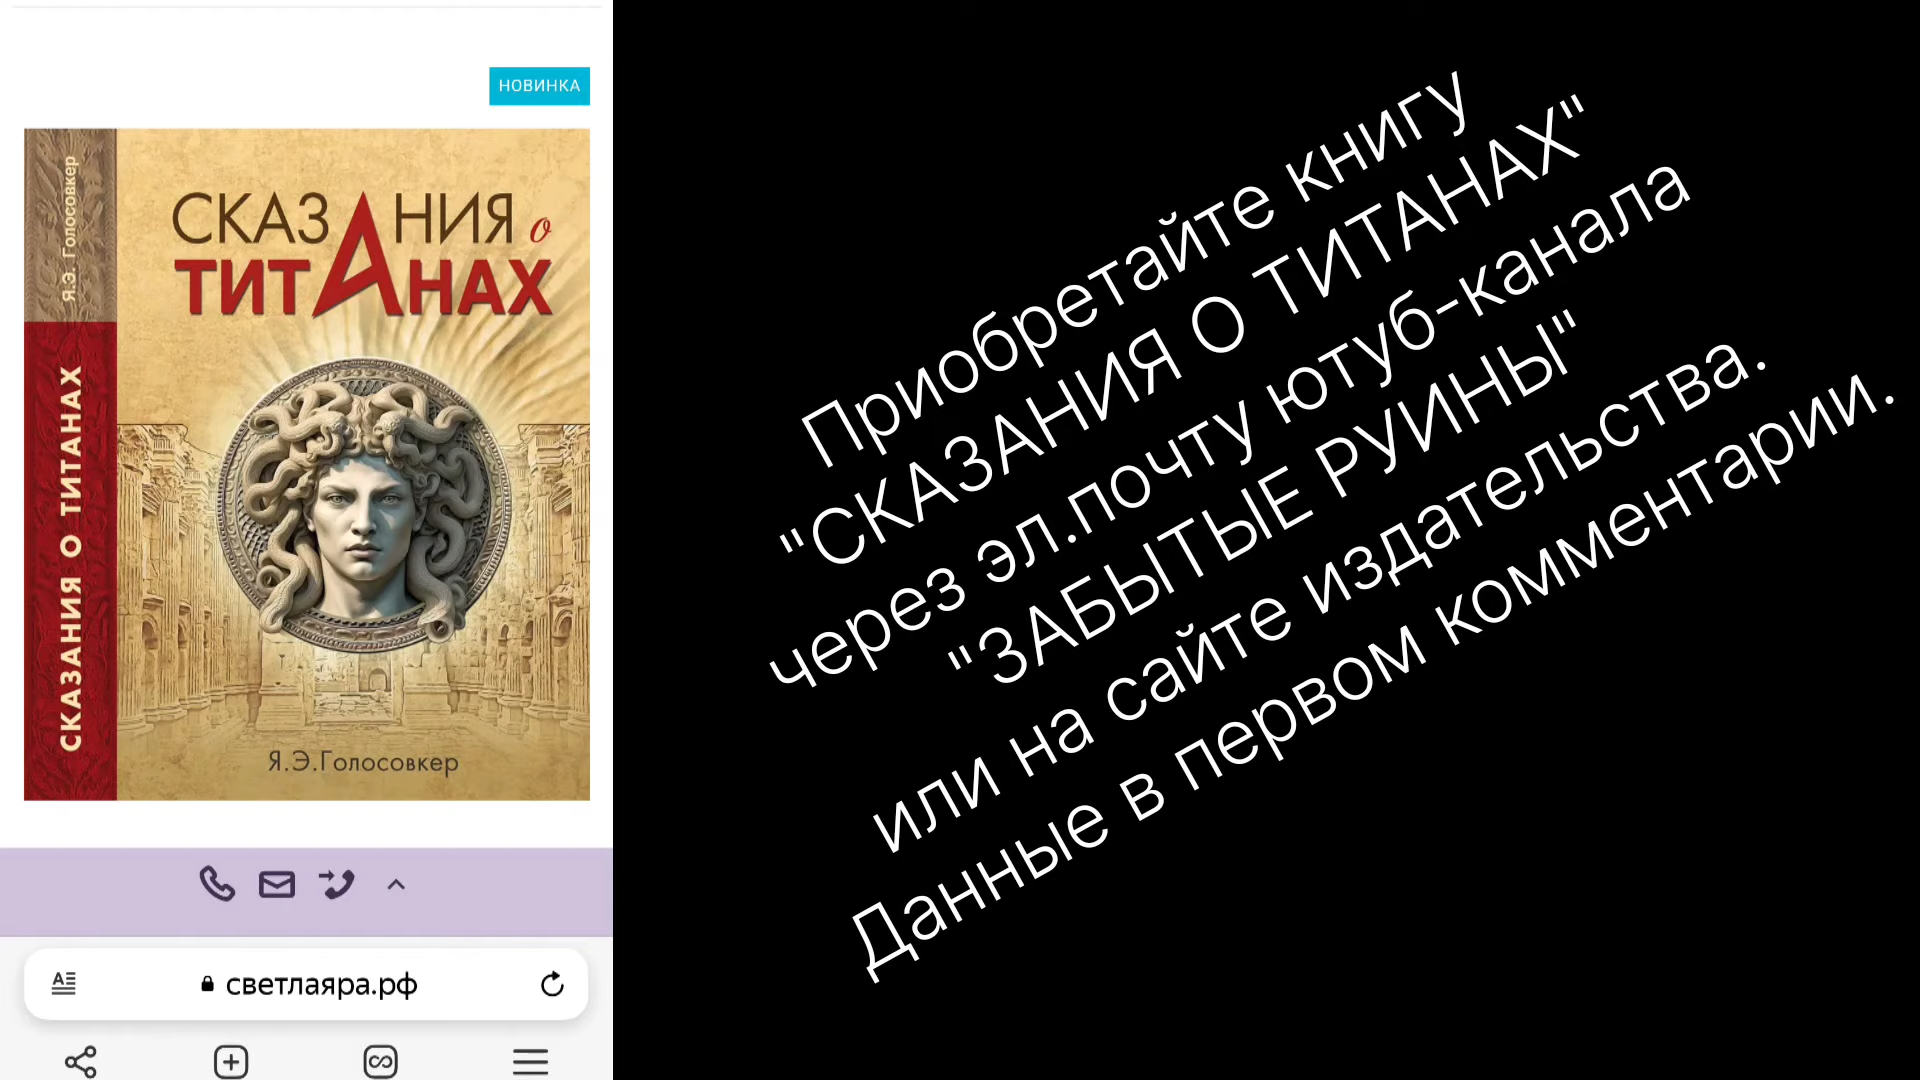 НОВИНКА
Я.Э. Голосовкер
СКАЗАНИЯ О ТИТАНАХ
СКАЗАНИЯ о
ТИТАНАХ
Я.Э.Голосовкер
светлаяра.рф
Приобретайте книгу
"СКАЗАНИЯ О ТИТАНАХ"
через эл.почту ютуб-канала
"ЗАБЫТЫЕ РУИНЫ"
или на сайте издательства.
Данные в первом комментарии.